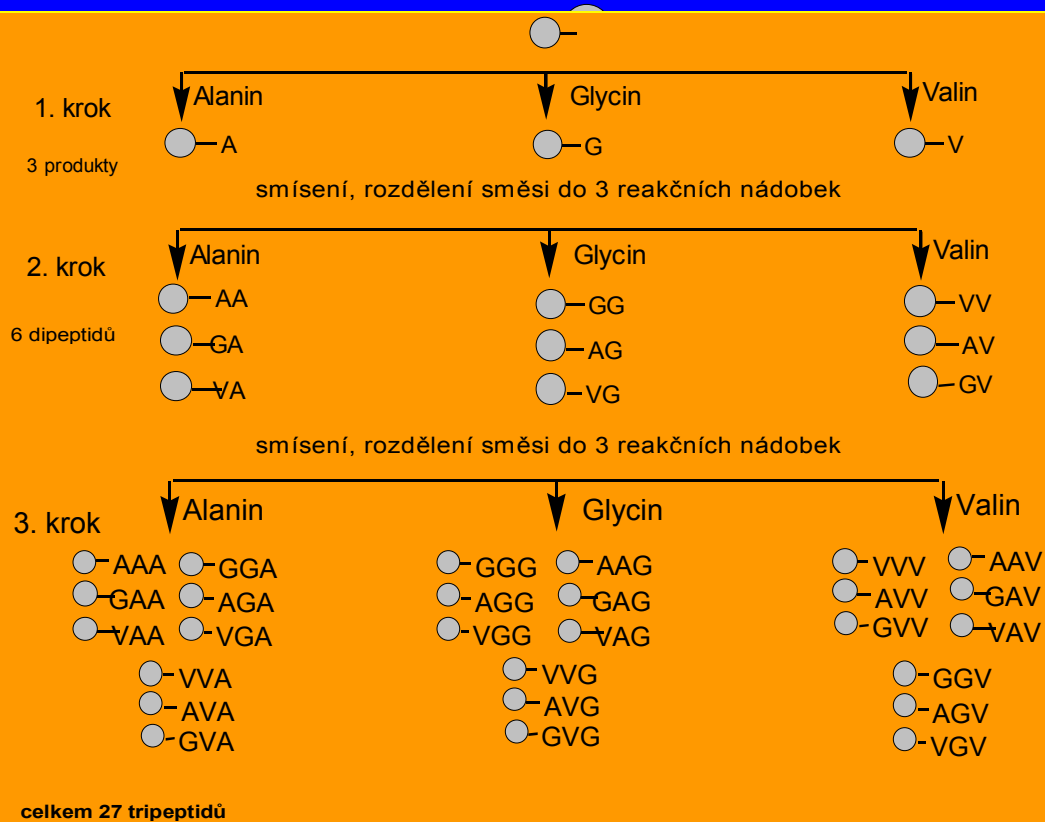 Alanin Glycin Valin
1. krok
A G V
3 produkty
smísení, rozdělení směsi do 3 reakčních nádobek
Alanin Glycin Valin
2. krok
AA GG VV
6 dipeptidů
GA AG AV
VA VG GV
smísení, rozdělení směsi do 3 reakčních nádobek
Alanin Glycin Valin
3. krok
AAA GGA GGG AAG VVV AAV
GAA AGA AGG GAG AVV GAV
VAA VGA VGG VAG GVV VAV
VVA VVG GGV
AVA AVG AGV
GVA GVG VGV
celkem 27 tripeptidů